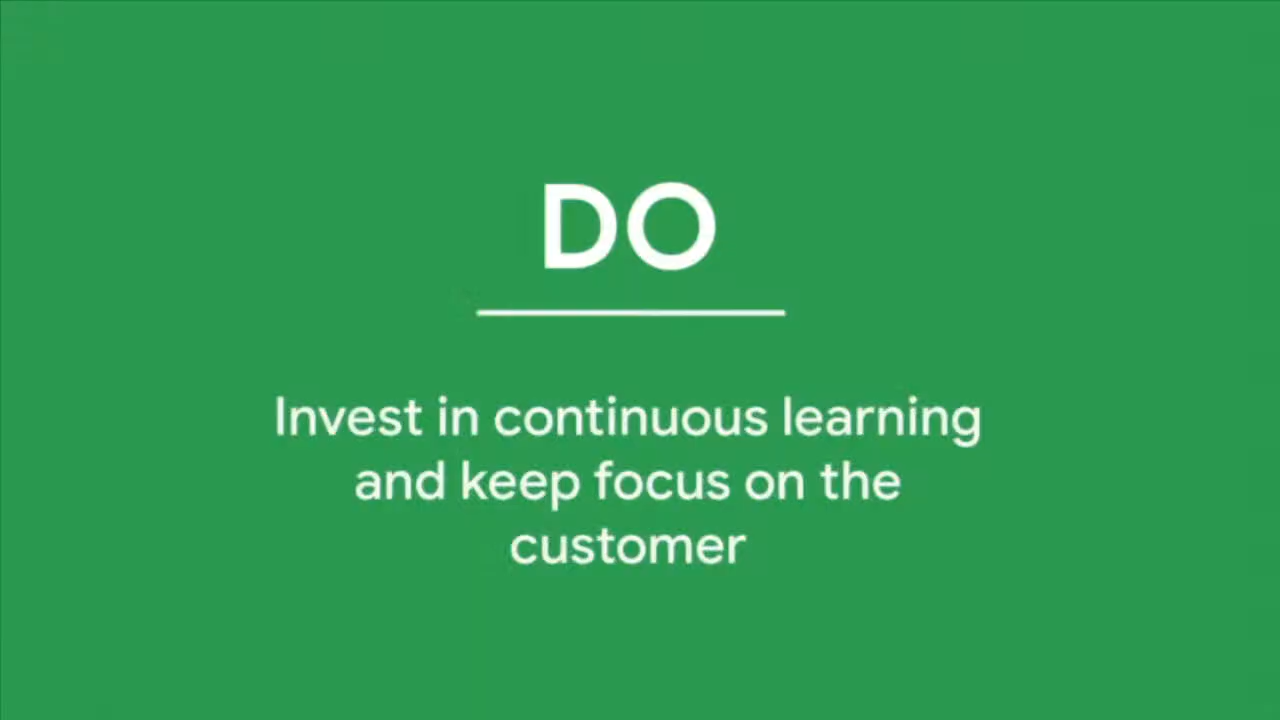 DO
Invest in continuous learning
and keep focus on the
customer